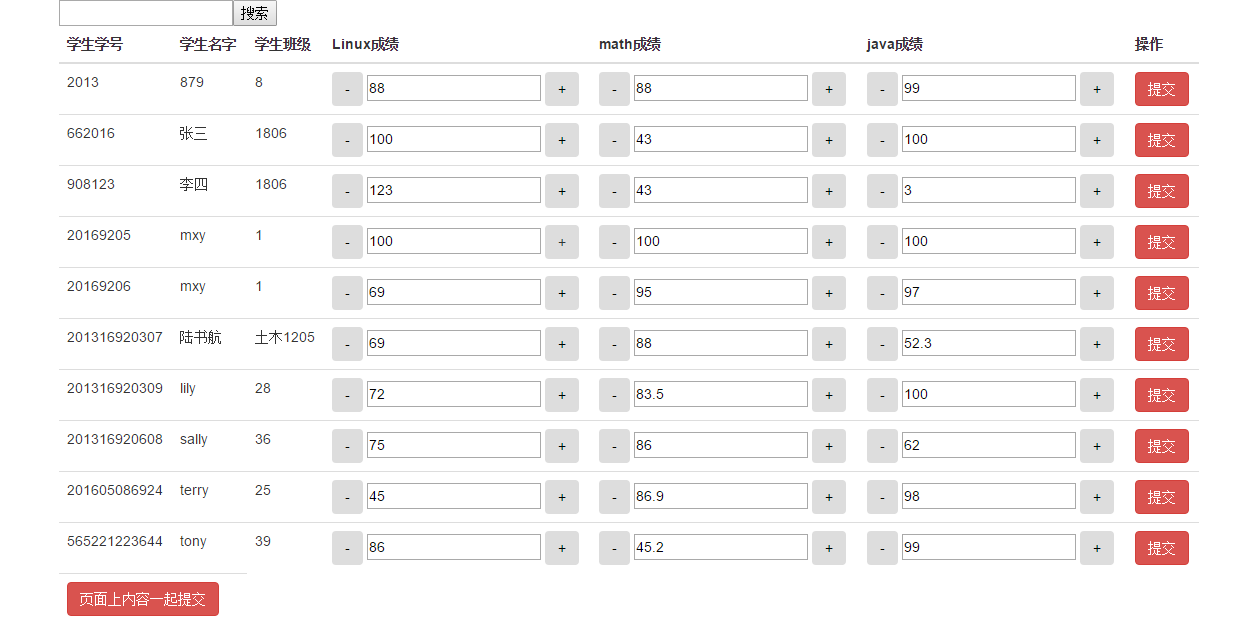 搜索
学生学号 学生名字 学生班级 Linux成绩 math成绩 java成绩 操作
2013 879 8 - 88 + - 88 + - 99 + 提交
662016 张三 1806 - 100 + - 43 + - 100 + 提交
908123 李四 1806 - 123 + - 43 + - 3 + 提交
20169205 mxy 1 - 100 + - 100 + - 100 + 提交
20169206 mxy 1 - 69 + - 95 + - 97 + 提交
201316920307 陆书航 土木1205 - 69 + - 88 + - 52.3 + 提交
201316920309 lily 28 - 72 + - 83.5 + - 100 + 提交
201316920608 sally 36 - 75 + - 86 + - 62 + 提交
201605086924 terry 25 - 45 + - 86.9 + - 98 + 提交
565221223644 tony 39 - 86 + - 45.2 + - 99 + 提交
页面上内容一起提交